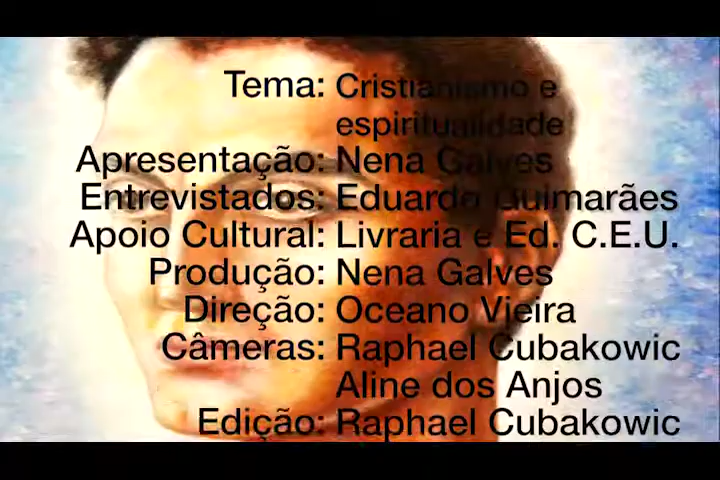 Tema: Cristianismo e
espiritualidade
Apresentação: Nena Galves
Entrevistados: Eduardo Guimarães
Apoio Cultural: Livraria e Ed. C.E.U.
Produção: Nena Galves
Direção: Oceano Vieira
Câmeras: Raphael Cubakowic
Aline dos Anjos
Edição: Raphael Cubakowic